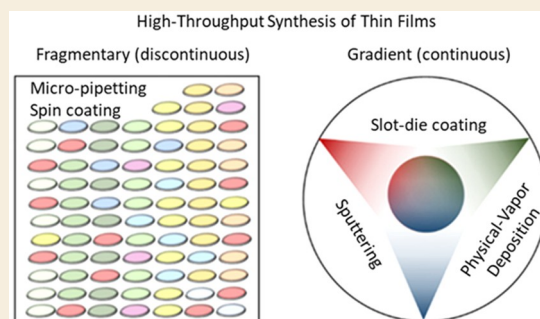 High-Throughput Synthesis of Thin Films
Fragmentary (discontinuous)
Gradient (continuous)
Micro-pipetting
Spin coating
Slot-die coating
Sputtering
Physical-Vapor
Deposition